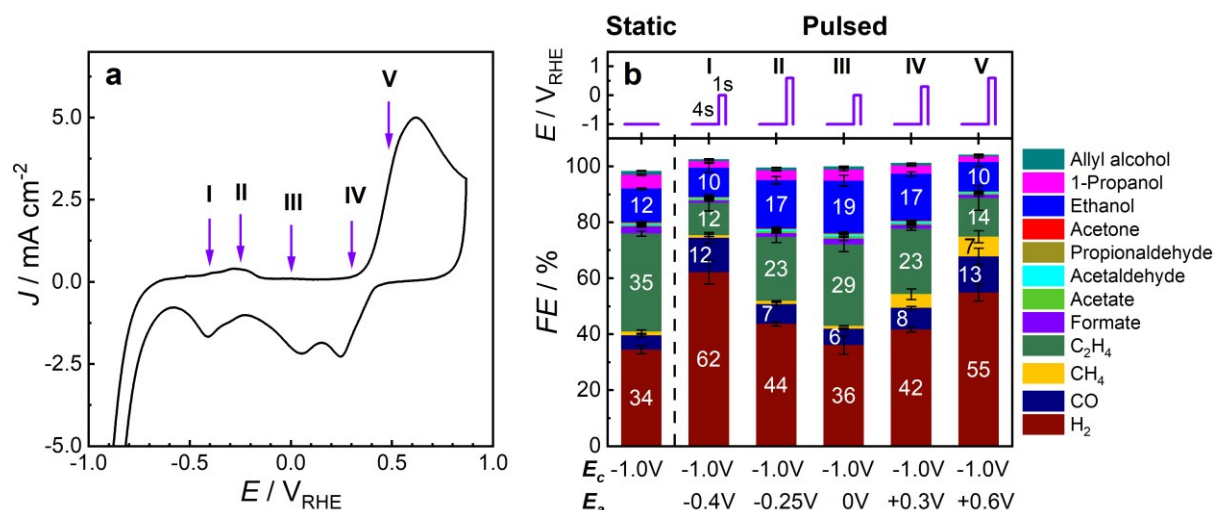 Static Pulsed
a
J / mA cm-2
5.0
2.5
0.0
-2.5
-5.0
-1.0 -0.5 0.0 0.5 1.0
E / VRHE
I II III IV V
b
E / VRHE
1
0
-1
I II III IV V
4s 1s
FE / %
100
80
60
40
20
0
12 10 17 19 17 10
35 12 23 29 23 14
7
12 7 6 8 13
34 62 44 36 42 55
Ec -1.0V -1.0V -1.0V -1.0V -1.0V -1.0V
Ea -0.4V -0.25V 0V +0.3V +0.6V
Allyl alcohol
1-Propanol
Ethanol
Acetone
Propionaldehyde
Acetaldehyde
Acetate
Formate
C2H4
CH4
CO
H2